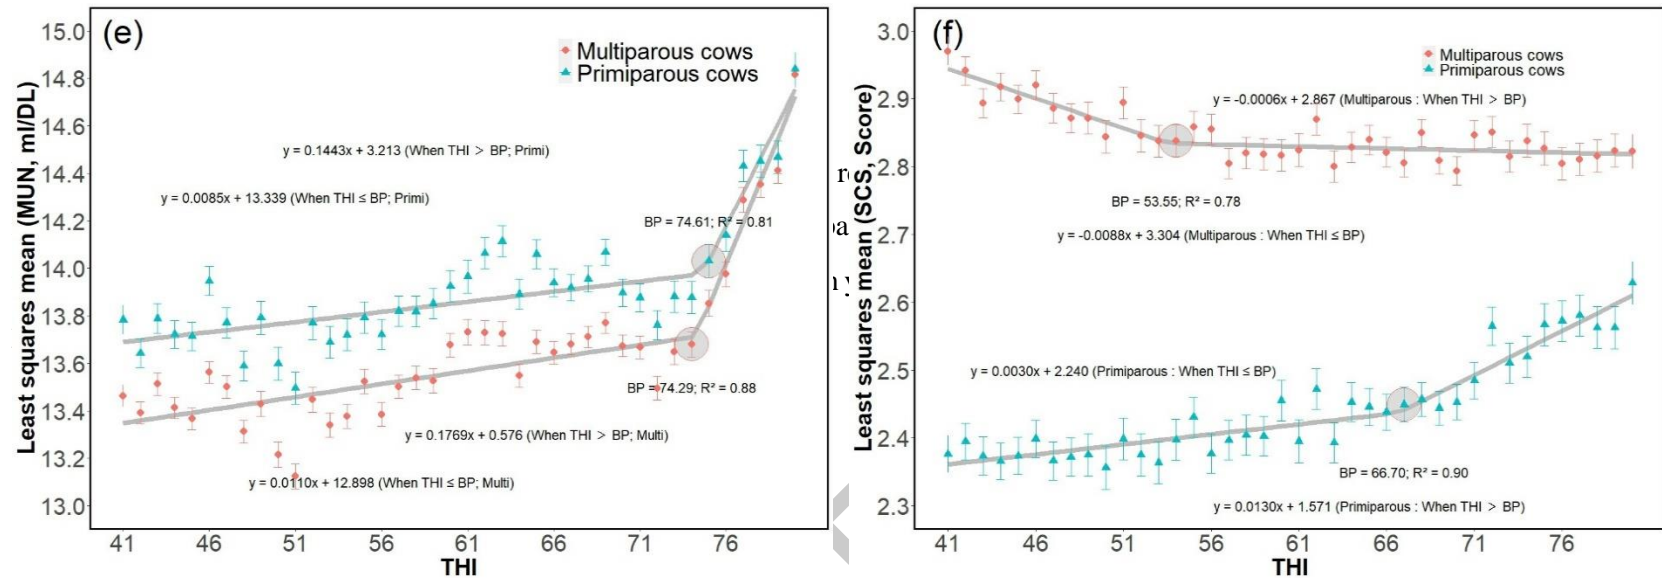 (e)
Multiparous cows
Primiparous cows
y = 0.1443x + 3.213 (When THI > BP; Primi)
y = 0.0085x + 13.339 (When THI ≤ BP; Primi)
BP = 74.61; R² = 0.81
BP = 74.29; R² = 0.88
y = 0.1769x + 0.576 (When THI > BP; Multi)
y = 0.0110x + 12.898 (When THI ≤ BP; Multi)
Least squares mean (MUN, ml/DL)
15.0
14.8
14.6
14.4
14.2
14.0
13.8
13.6
13.4
13.2
13.0
41 46 51 56 61 66 71 76
THI
(f)
Multiparous cows
Primiparous cows
y = -0.0006x + 2.867 (Multiparous : When THI > BP)
BP = 53.55; R² = 0.78
y = -0.0088x + 3.304 (Multiparous : When THI ≤ BP)
y = 0.0030x + 2.240 (Primiparous : When THI ≤ BP)
BP = 66.70; R² = 0.90
y = 0.0130x + 1.571 (Primiparous : When THI > BP)
Least squares mean (SCS, Score)
3.0
2.9
2.8
2.7
2.6
2.5
2.4
2.3
41 46 51 56 61 66 71 76
THI